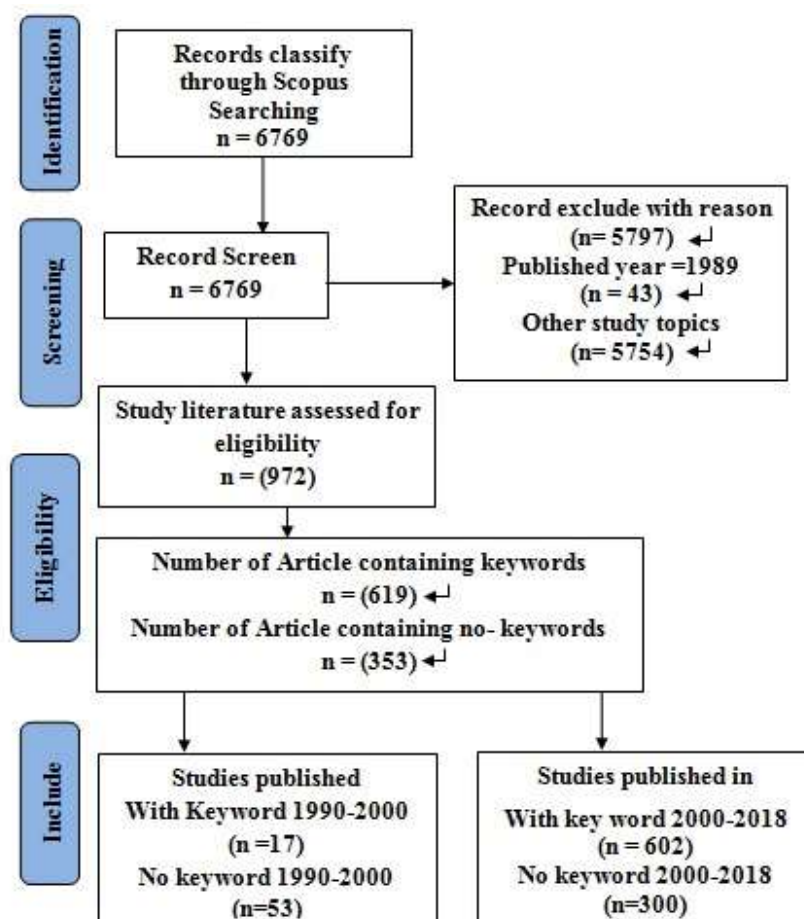 Identification
Records classify
through Scopus
Searching
n = 6769
Screening
Record Screen
n = 6769
Record exclude with reason
(n= 5797) ↵
Published year =1989
(n = 43) ↵
Other study topics
(n= 5754) ↵
Study literature assessed for
eligibility
n = (972)
Eligibility
Number of Article containing keywords
n = (619) ↵
Number of Article containing no- keywords
n = (353) ↵
Include
Studies published
With Keyword 1990-2000
(n =17)
No keyword 1990-2000
(n=53)
Studies published in
With key word 2000-2018
(n = 602)
No keyword 2000-2018
(n=300)